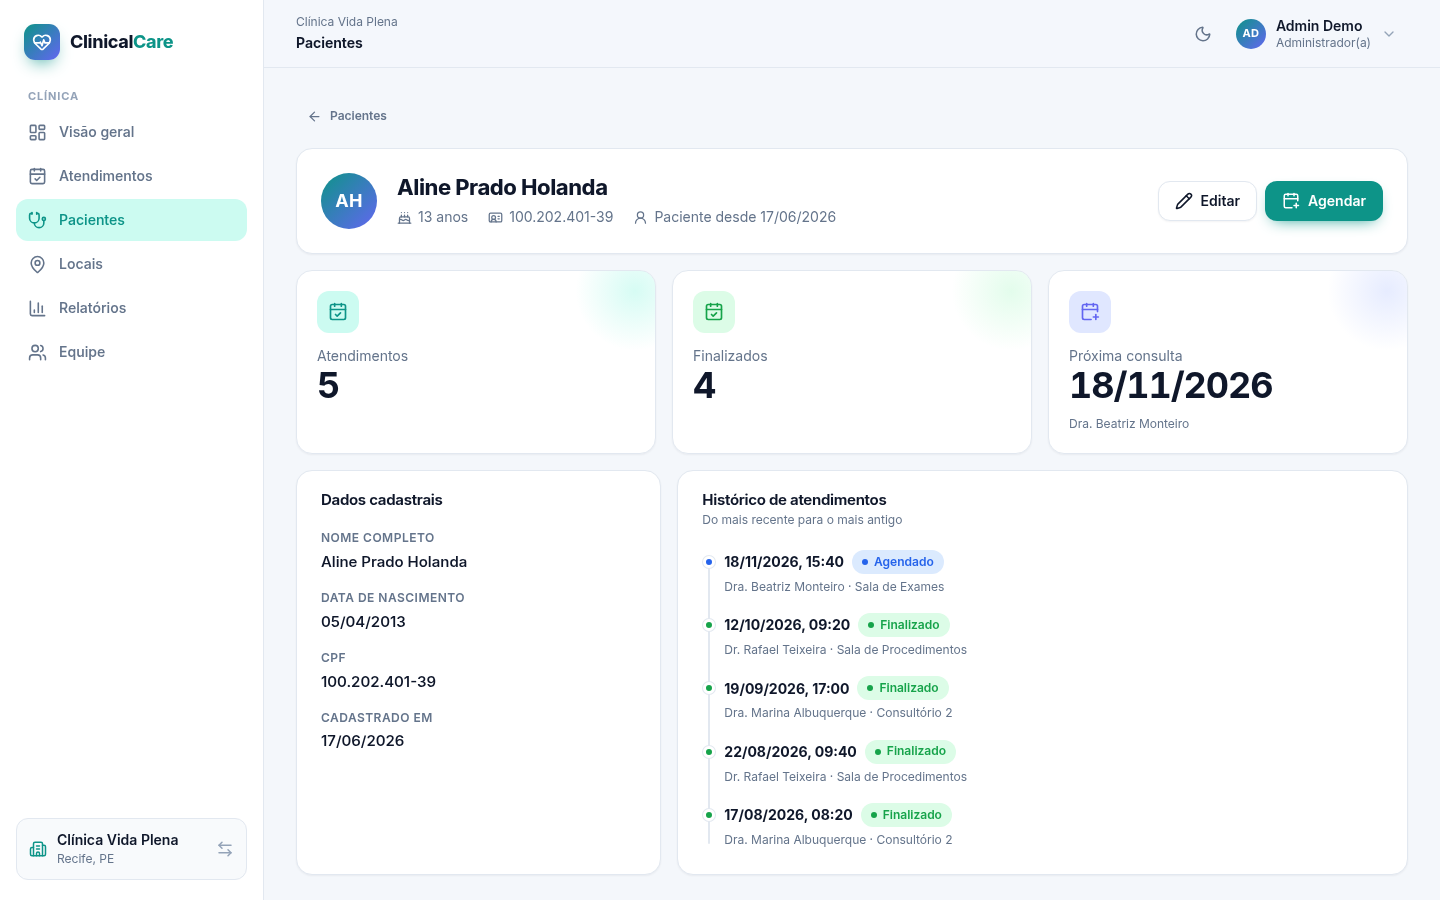 ClinicalCare
CLÍNICA
Visão geral
Atendimentos
Pacientes
Locais
Relatórios
Equipe
Clínica Vida Plena
Recife, PE
Clínica Vida Plena
Pacientes
AD
Admin Demo
Administrador(a)
Pacientes
AH
Aline Prado Holanda
13 anos
100.202.401-39
Paciente desde 17/06/2026
Editar
Agendar
Atendimentos
5
Finalizados
4
Próxima consulta
18/11/2026
Dra. Beatriz Monteiro
Dados cadastrais
NOME COMPLETO
Aline Prado Holanda
DATA DE NASCIMENTO
05/04/2013
CPF
100.202.401-39
CADASTRADO EM
17/06/2026
Histórico de atendimentos
Do mais recente para o mais antigo
18/11/2026, 15:40 Agendado
Dra. Beatriz Monteiro · Sala de Exames
12/10/2026, 09:20 Finalizado
Dr. Rafael Teixeira · Sala de Procedimentos
19/09/2026, 17:00 Finalizado
Dra. Marina Albuquerque · Consultório 2
22/08/2026, 09:40 Finalizado
Dr. Rafael Teixeira · Sala de Procedimentos
17/08/2026, 08:20 Finalizado
Dra. Marina Albuquerque · Consultório 2